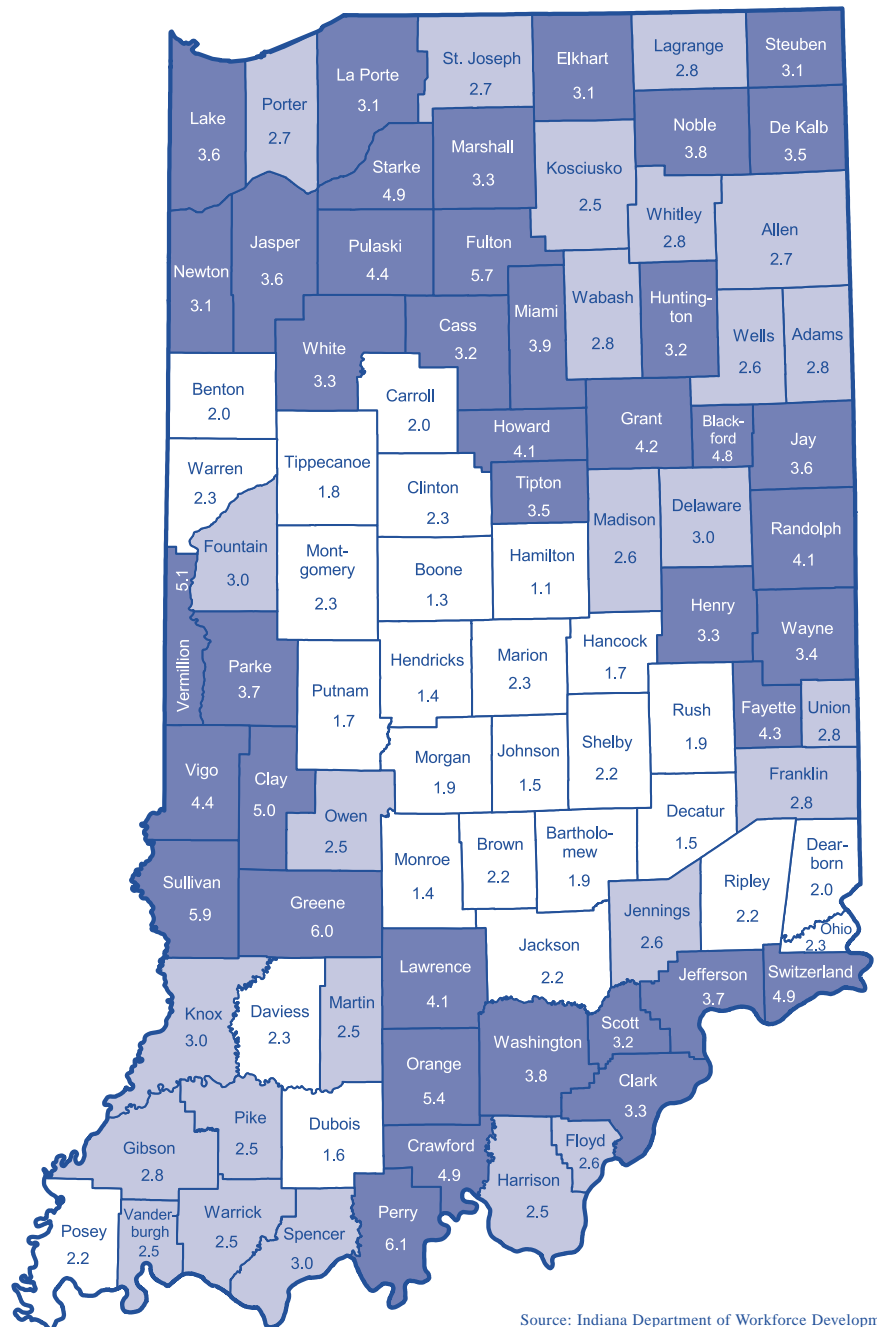 St. Joseph
2.7
Elkhart
3.1
Lagrange
2.8
Steuben
3.1
La Porte
3.1
Porter
2.7
Lake
3.6
Noble
3.8
De Kalb
3.5
Marshall
3.3
Starke
4.9
Kosciusko
2.5
Whitley
2.8
Allen
2.7
Newton
3.1
Jasper
3.6
Pulaski
4.4
Fulton
5.7
Miami
3.9
Wabash
2.8
Hunting-
ton
3.2
White
3.3
Cass
3.2
Wells
2.6
Adams
2.8
Benton
2.0
Carroll
2.0
Howard
4.1
Grant
4.2
Black-
ford
4.8
Jay
3.6
Warren
2.3
Tippecanoe
1.8
Clinton
2.3
Tipton
3.5
Madison
2.6
Delaware
3.0
Randolph
4.1
Fountain
3.0
Mont-
gomery
2.3
Boone
1.3
Hamilton
1.1
Vermillion
5.1
Henry
3.3
Wayne
3.4
Parke
3.7
Putnam
1.7
Hendricks
1.4
Marion
2.3
Hancock
1.7
Rush
1.9
Fayette
4.3
Union
2.8
Vigo
4.4
Clay
5.0
Morgan
1.9
Johnson
1.5
Shelby
2.2
Franklin
2.8
Owen
2.5
Decatur
1.5
Monroe
1.4
Brown
2.2
Bartholo-
mew
1.9
Dear-
born
2.0
Sullivan
5.9
Greene
6.0
Jennings
2.6
Ripley
2.2
Ohio
2.3
Jackson
2.2
Lawrence
4.1
Jefferson
3.7
Switzerland
4.9
Knox
3.0
Daviess
2.3
Martin
2.5
Scott
3.2
Washington
3.8
Orange
5.4
Clark
3.3
Pike
2.5
Dubois
1.6
Gibson
2.8
Crawford
4.9
Floyd
2.6
Harrison
2.5
Posey
2.2
Vander-
burgh
2.5
Warrick
2.5
Spencer
3.0
Perry
6.1
Source: Indiana Department of Workforce Developm